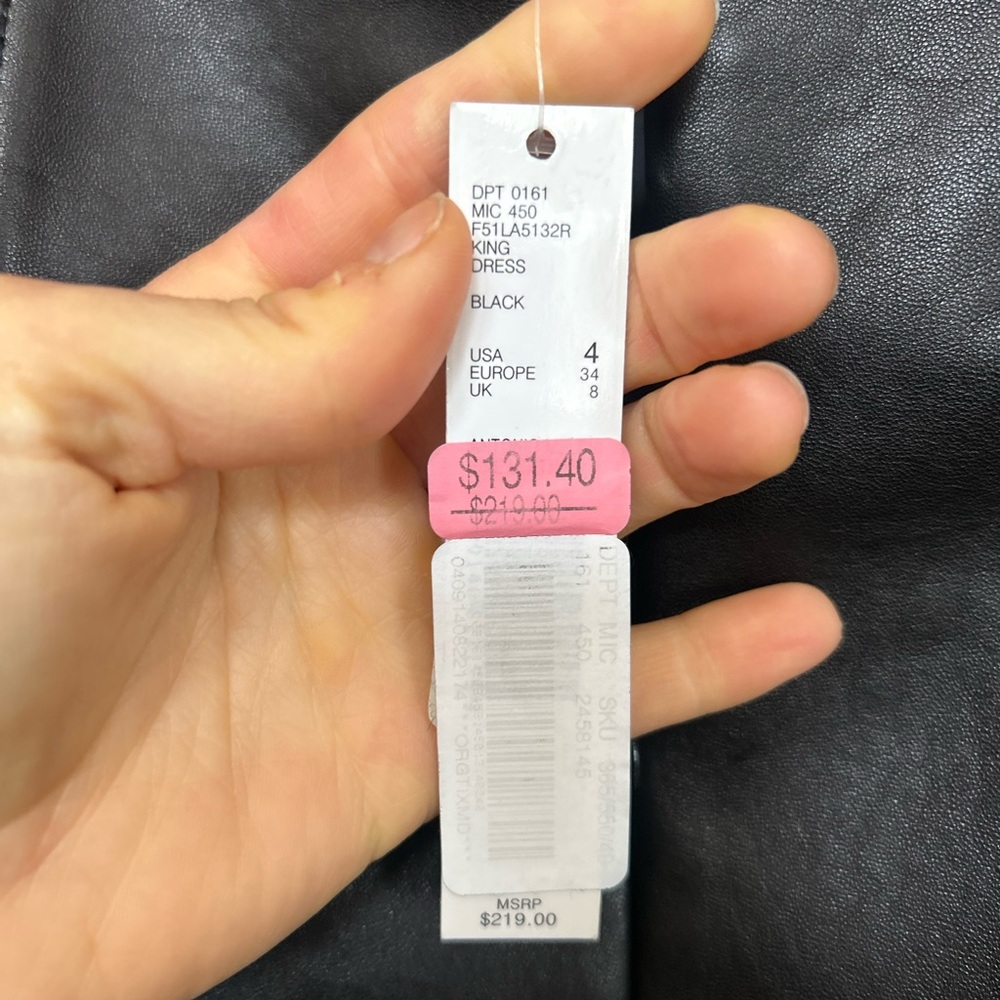 DPT 0161
MIC 450
F51LA5132R
KING
DRESS
BLACK
USA 4
EUROPE 34
UK 8
$131.40
$219.00
DEPT MIC SKU
161 450 2458145
MSRP
$219.00